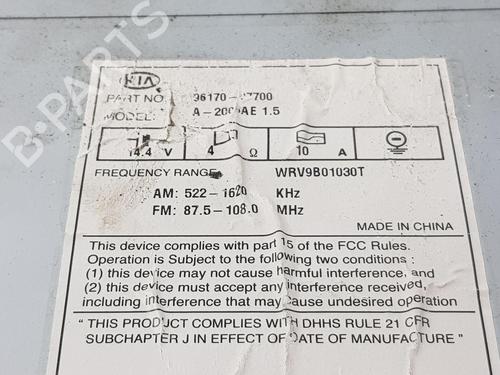 KIA
PART NO.
MODEL:
14.4 V 4 Ω 10 A
FREQUENCY RANGE WRV9B01030T
AM: 522-1620 KHz
FM: 87.5-108.0 MHz
MADE IN CHINA
This device complies with part 15 of the FCC Rules.
Operation is Subject to the following two conditions :
(1) this device may not cause harmful interference, and
(2) this device must accept any interference received,
including interference that may cause undesired operation
" THIS PRODUCT COMPLIES WITH DHHS RULE 21 CFR
SUBCHAPTER J IN EFFECT OF DATE OF MANUFACTURE. "
B-PARTS